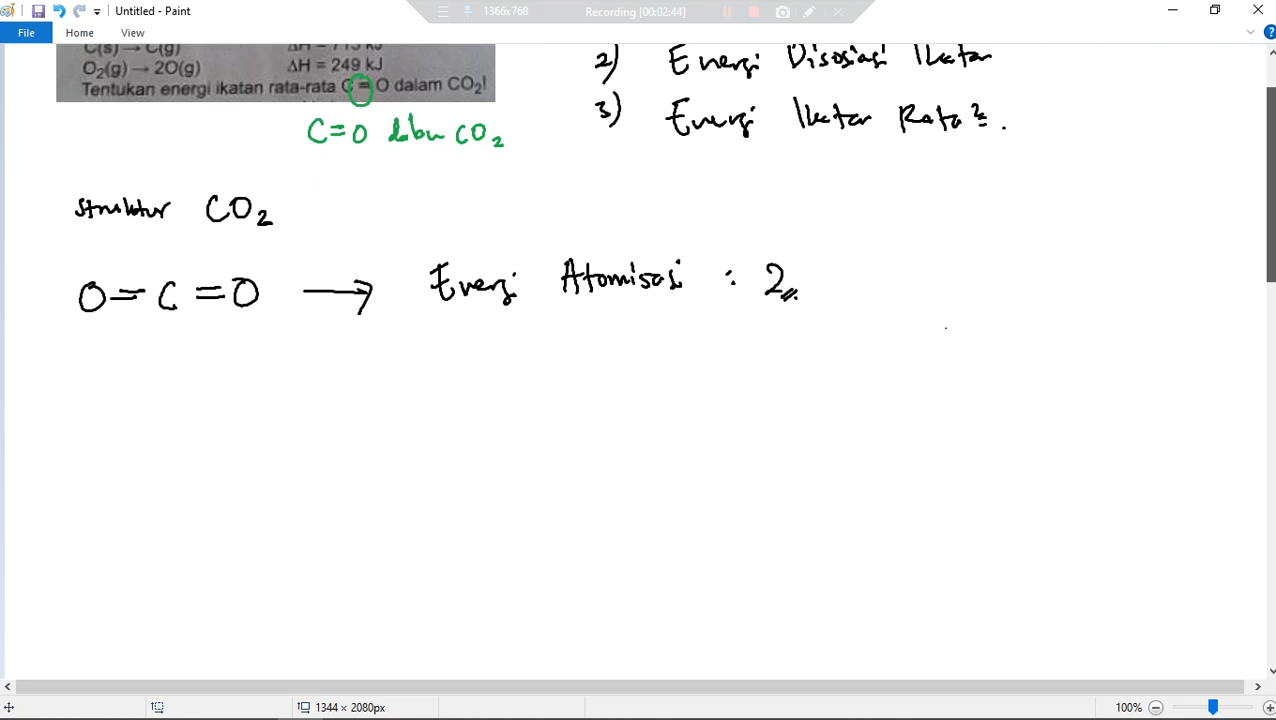 Untitled - Paint
1366x768
Recording [00:02:44]
File
Home
View
C(s) → C(g)
O₂(g) → 2O(g) ΔH = 249 kJ
Tentukan energi ikatan rata-rata C = O dalam CO₂!
C=O dalam CO₂
2) Energi Disosiasi Ikatan
3) Energi Ikatan Rata² .
Struktur CO₂
O=C=O → Energi Atomisasi : 2
1344 × 2080px
100%